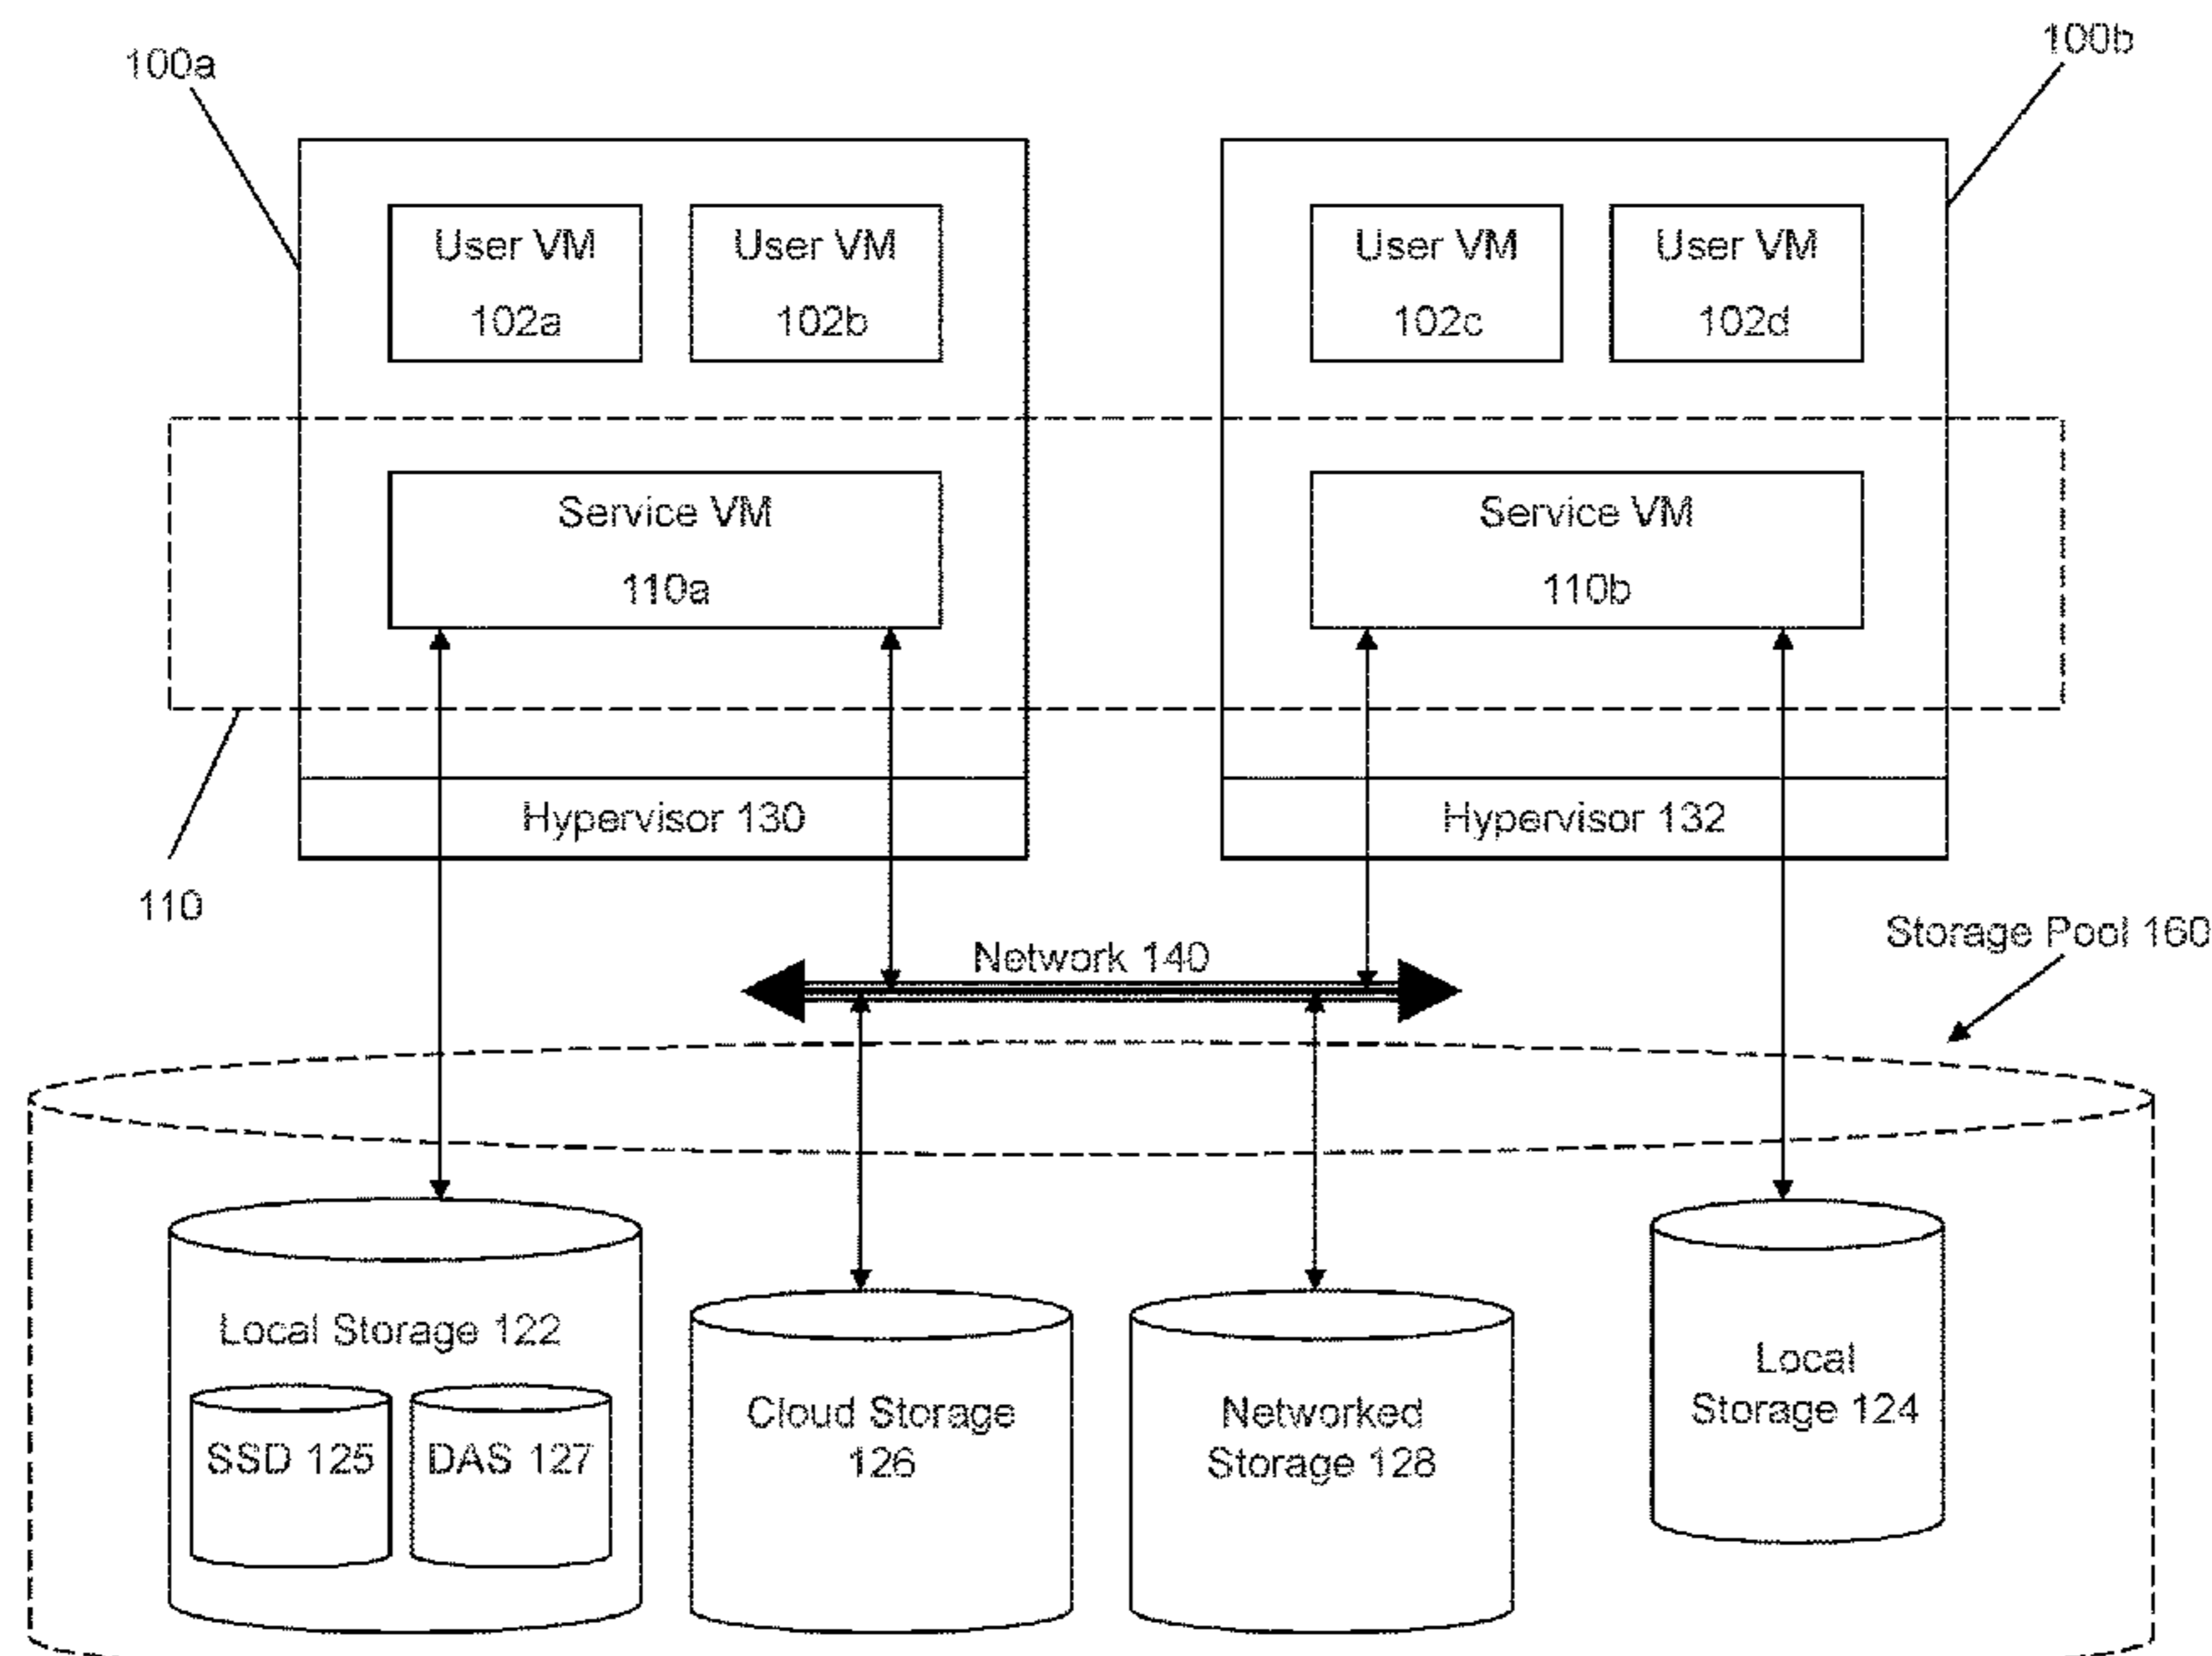 100a
100b
User VM
102a
User VM
102b
User VM
102c
User VM
102d
Service VM
110a
Service VM
110b
Hypervisor 130
Hypervisor 132
110
Storage Pool 160
Network 140
Local Storage 122
SSD 125
DAS 127
Cloud Storage
126
Networked
Storage 128
Local
Storage 124